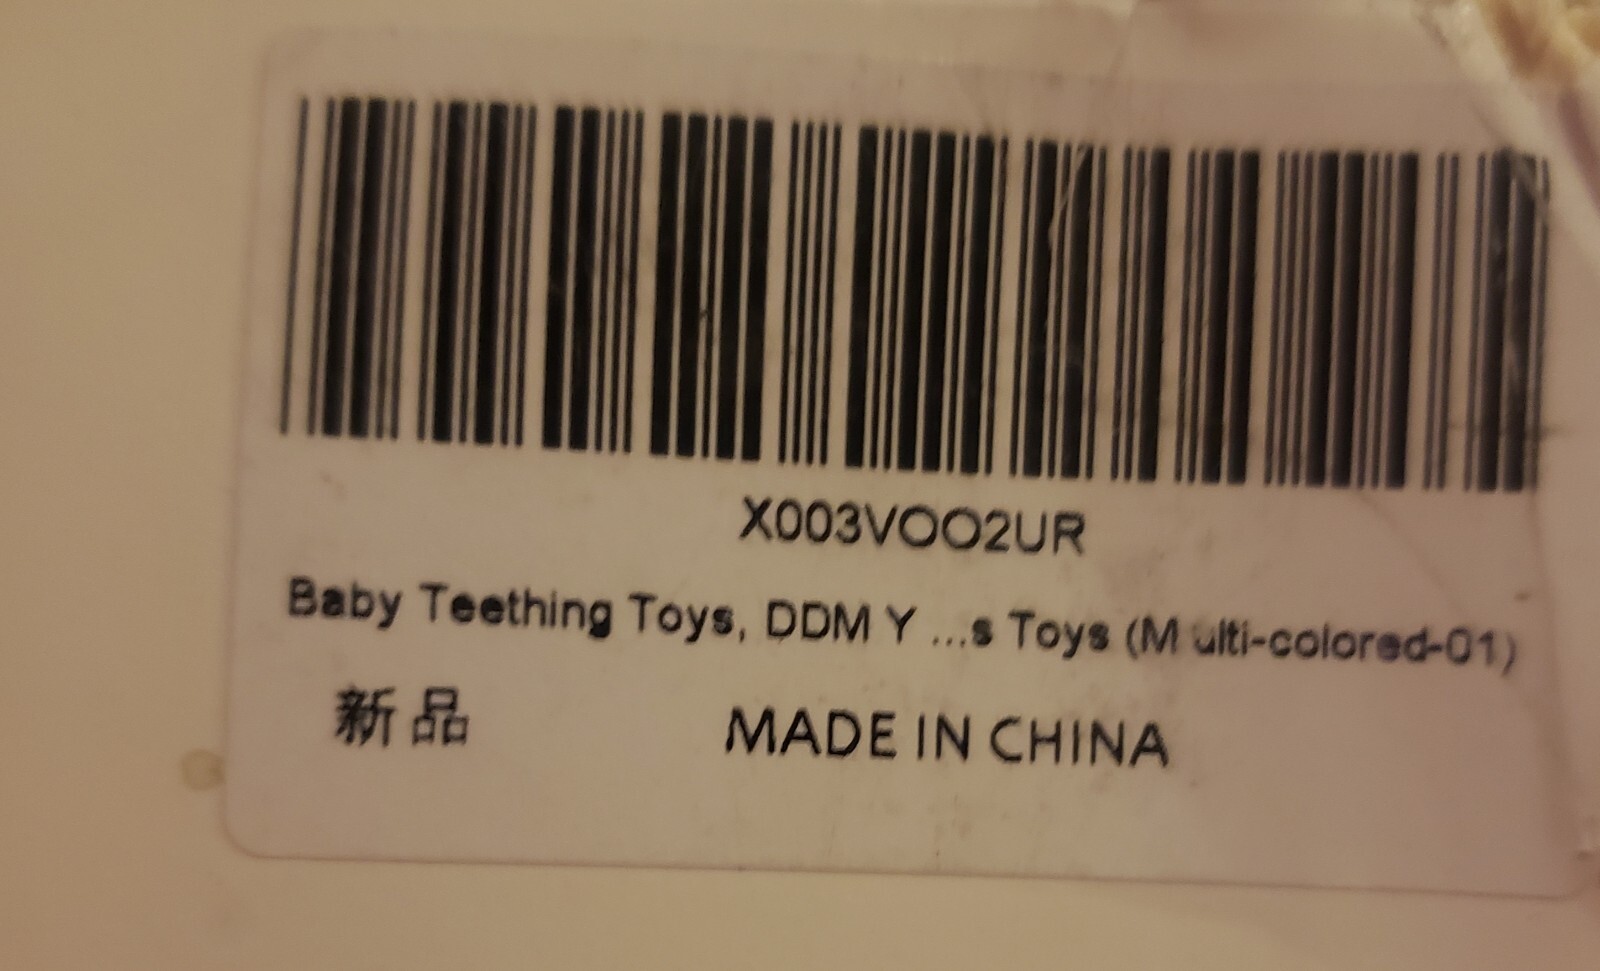 X003VOO2UR
Baby Teething Toys, DDM Y ...s Toys (M ulti-colored-01)
新品 MADE IN CHINA